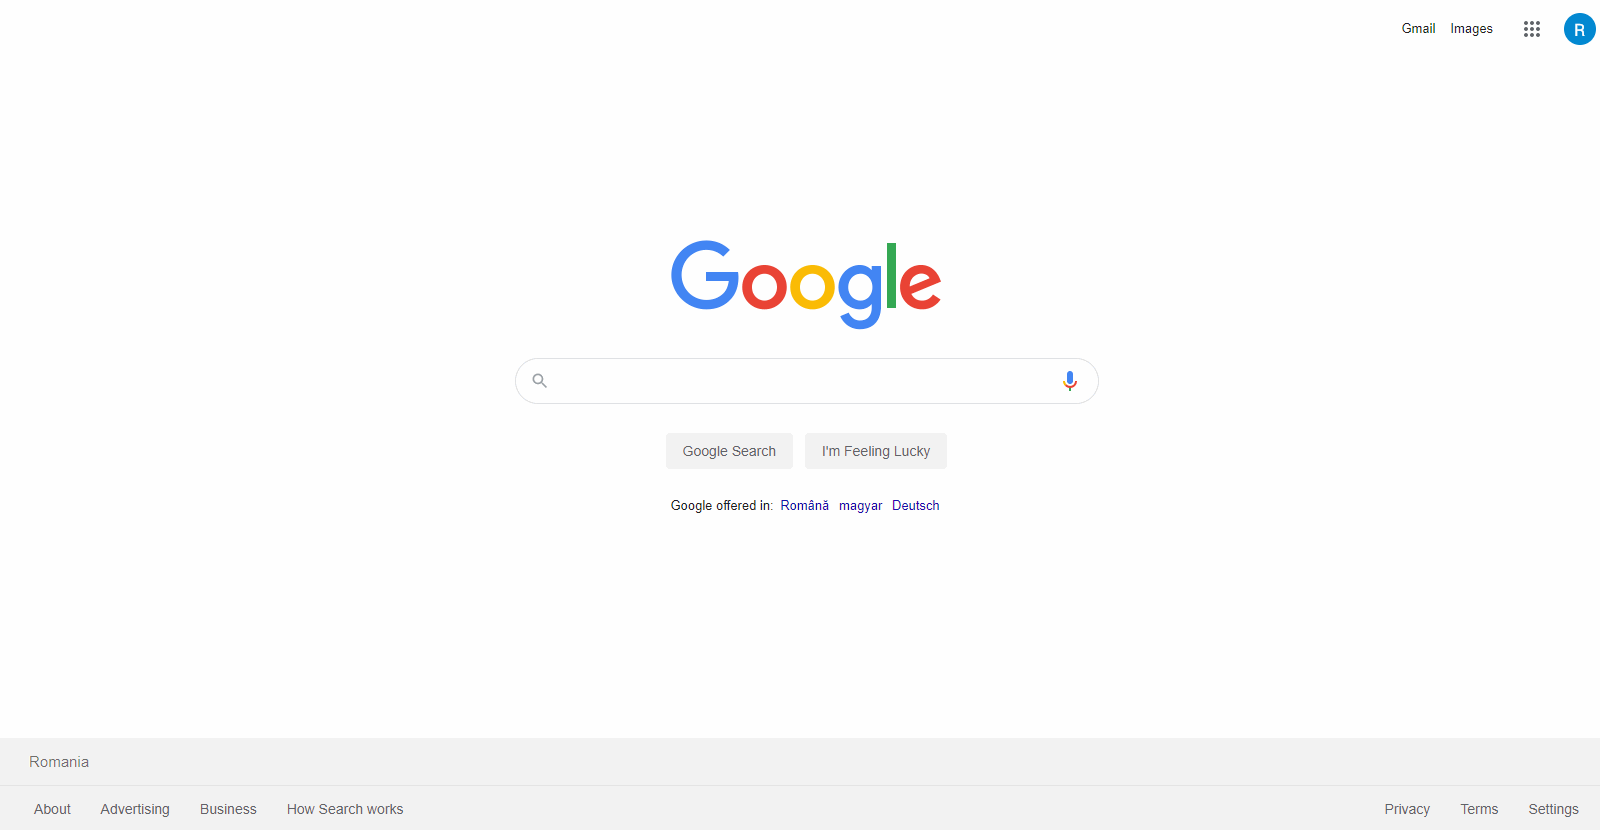 Gmail Images R
Google
Google Search I'm Feeling Lucky
Google offered in: Română magyar Deutsch
Romania
About Advertising Business How Search works Privacy Terms Settings